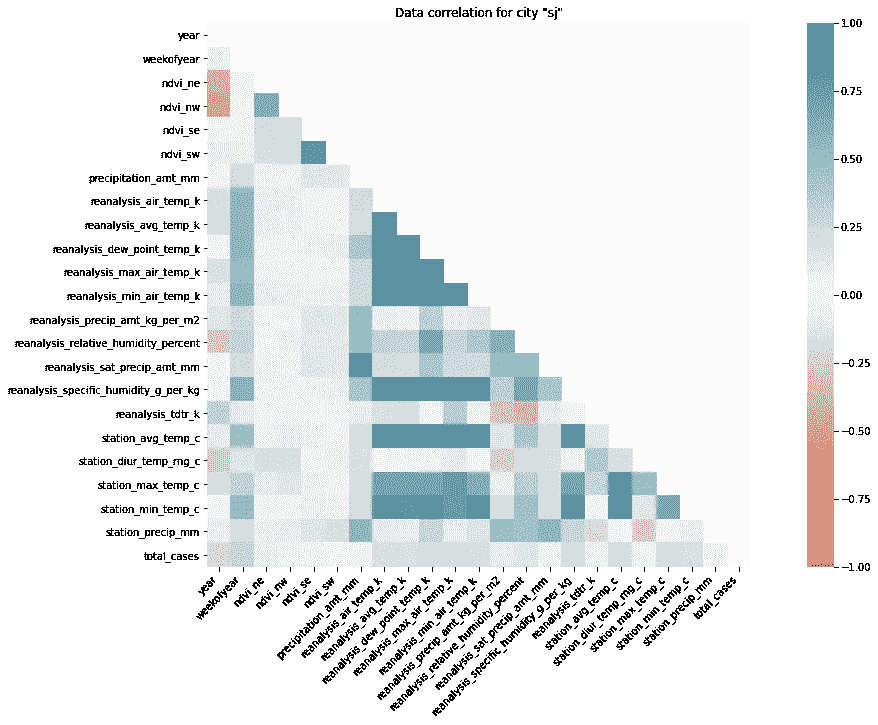 Data correlation for city "sj"
year
weekofyear
ndvi_ne
ndvi_nw
ndvi_se
ndvi_sw
precipitation_amt_mm
reanalysis_air_temp_k
reanalysis_avg_temp_k
reanalysis_dew_point_temp_k
reanalysis_max_air_temp_k
reanalysis_min_air_temp_k
reanalysis_precip_amt_kg_per_m2
reanalysis_relative_humidity_percent
reanalysis_sat_precip_amt_mm
reanalysis_specific_humidity_g_per_kg
reanalysis_tdtr_k
station_avg_temp_c
station_diur_temp_rng_c
station_max_temp_c
station_min_temp_c
station_precip_mm
total_cases
year
weekofyear
ndvi_ne
ndvi_nw
ndvi_se
ndvi_sw
precipitation_amt_mm
reanalysis_air_temp_k
reanalysis_avg_temp_k
reanalysis_dew_point_temp_k
reanalysis_max_air_temp_k
reanalysis_min_air_temp_k
reanalysis_precip_amt_kg_per_m2
reanalysis_relative_humidity_percent
reanalysis_sat_precip_amt_mm
reanalysis_specific_humidity_g_per_kg
reanalysis_tdtr_k
station_avg_temp_c
station_diur_temp_rng_c
station_max_temp_c
station_min_temp_c
station_precip_mm
total_cases
1.00
0.75
0.50
0.25
0.00
−0.25
−0.50
−0.75
−1.00